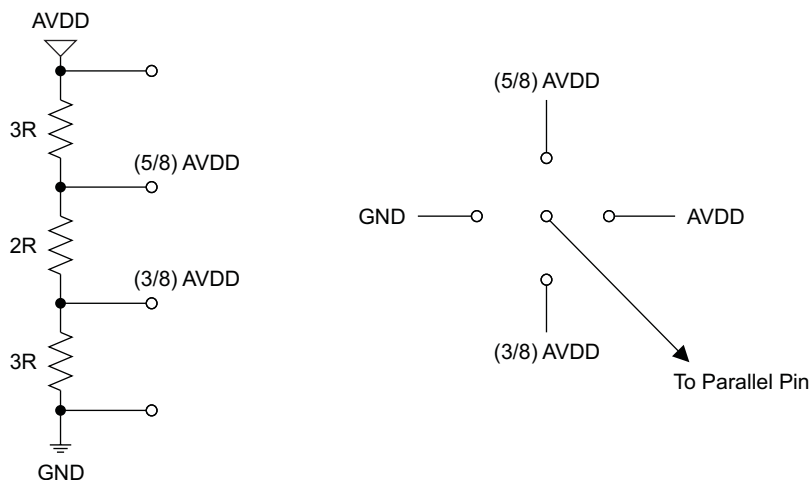 AVDD
3R
(5/8) AVDD
2R
(3/8) AVDD
3R
GND
(5/8) AVDD
GND
AVDD
(3/8) AVDD
To Parallel Pin